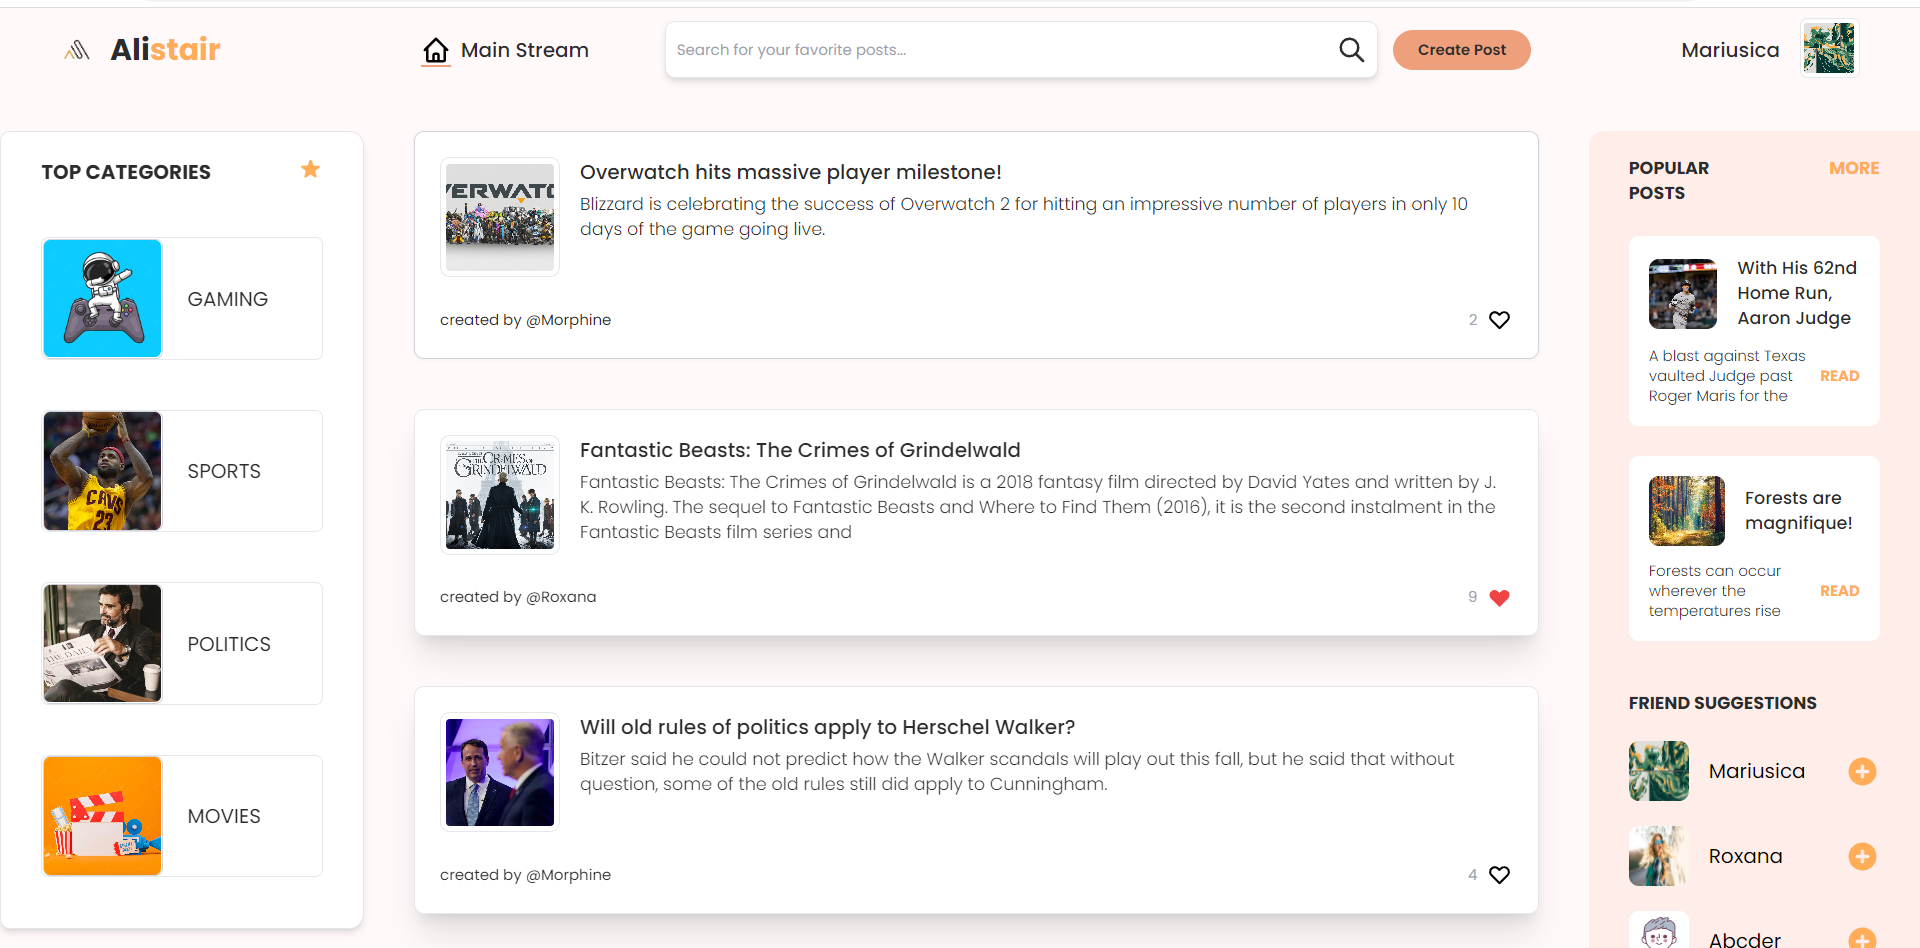 Alistair
Main Stream
Search for your favorite posts...
Create Post
Mariusica
TOP CATEGORIES
GAMING
SPORTS
CAVS
23
POLITICS
THE DAILY
MOVIES
VERWATC
Overwatch hits massive player milestone!
Blizzard is celebrating the success of Overwatch 2 for hitting an impressive number of players in only 10
days of the game going live.
created by @Morphine
2
THE CRIMES OF
GRINDELWALD
Fantastic Beasts: The Crimes of Grindelwald
Fantastic Beasts: The Crimes of Grindelwald is a 2018 fantasy film directed by David Yates and written by J.
K. Rowling. The sequel to Fantastic Beasts and Where to Find Them (2016), it is the second instalment in the
Fantastic Beasts film series and
created by @Roxana
9
Will old rules of politics apply to Herschel Walker?
Bitzer said he could not predict how the Walker scandals will play out this fall, but he said that without
question, some of the old rules still did apply to Cunningham.
created by @Morphine
4
POPULAR
POSTS
MORE
With His 62nd
Home Run,
Aaron Judge
A blast against Texas
vaulted Judge past
Roger Maris for the
READ
Forests are
magnifique!
Forests can occur
wherever the
temperatures rise
READ
FRIEND SUGGESTIONS
Mariusica
Roxana
Abcder